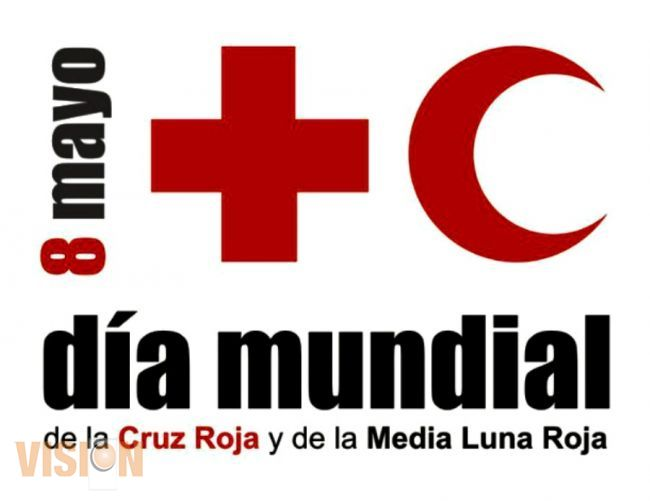 8 mayo
día mundial
de la Cruz Roja y de la Media Luna Roja
VISION